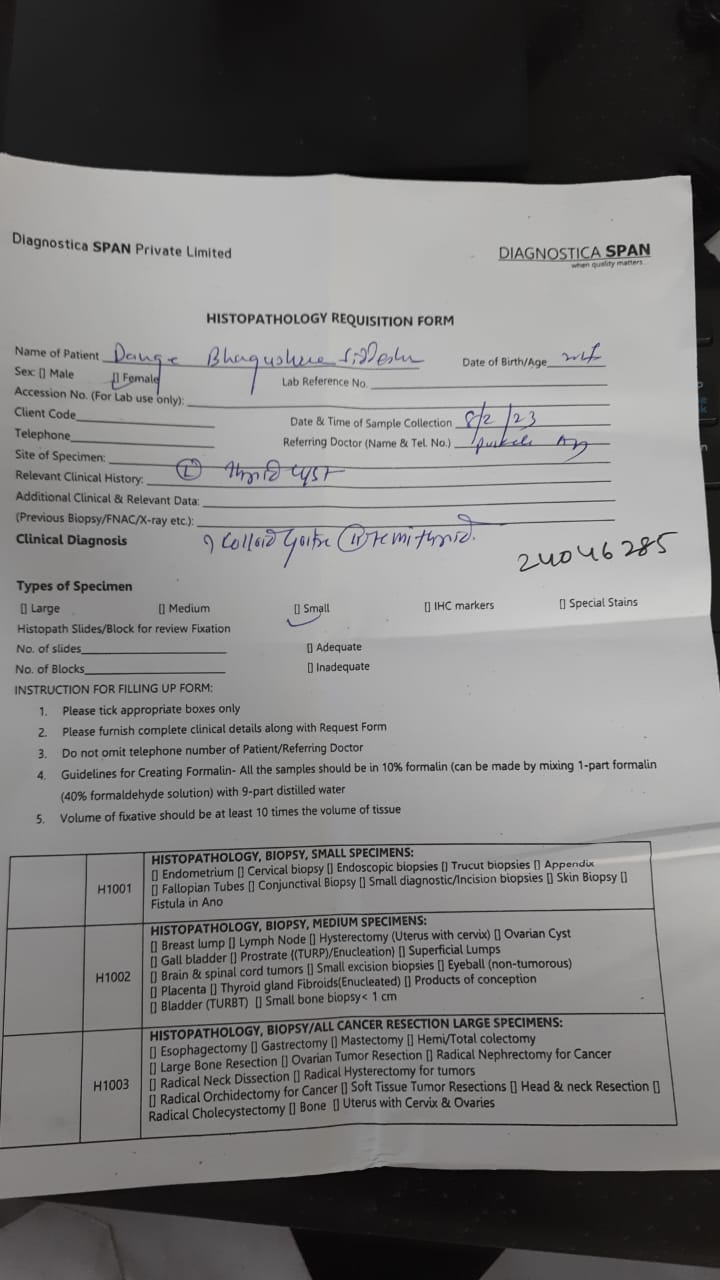 Diagnostica SPAN Private Limited
DIAGNOSTICA SPAN
when quality matters
HISTOPATHOLOGY REQUISITION FORM
Name of Patient Dange Date of Birth/Age
Sex: [] Male [] Female Lab Reference No.
Accession No. (For Lab use only):
Client Code Date & Time of Sample Collection 8/2/23
Telephone Referring Doctor (Name & Tel. No.)
Site of Specimen:
Relevant Clinical History: (L) Thyroid cyst
Additional Clinical & Relevant Data:
(Previous Biopsy/FNAC/X-ray etc.):
Clinical Diagnosis ? Colloid Goitre Hemithyroid.
24046285
Types of Specimen
[] Large [] Medium [] Small [] IHC markers [] Special Stains
Histopath Slides/Block for review Fixation
No. of slides [] Adequate
No. of Blocks [] Inadequate
INSTRUCTION FOR FILLING UP FORM:
1. Please tick appropriate boxes only
2. Please furnish complete clinical details along with Request Form
3. Do not omit telephone number of Patient/Referring Doctor
4. Guidelines for Creating Formalin- All the samples should be in 10% formalin (can be made by mixing 1-part formalin
(40% formaldehyde solution) with 9-part distilled water
5. Volume of fixative should be at least 10 times the volume of tissue
HISTOPATHOLOGY, BIOPSY, SMALL SPECIMENS:
H1001 [] Endometrium [] Cervical biopsy [] Endoscopic biopsies [] Trucut biopsies [] Appendix
[] Fallopian Tubes [] Conjunctival Biopsy [] Small diagnostic/Incision biopsies [] Skin Biopsy []
Fistula in Ano
HISTOPATHOLOGY, BIOPSY, MEDIUM SPECIMENS:
[] Breast lump [] Lymph Node [] Hysterectomy (Uterus with cervix) [] Ovarian Cyst
[] Gall bladder [] Prostrate ((TURP)/Enucleation) [] Superficial Lumps
H1002 [] Brain & spinal cord tumors [] Small excision biopsies [] Eyeball (non-tumorous)
[] Placenta [] Thyroid gland Fibroids(Enucleated) [] Products of conception
[] Bladder (TURBT) [] Small bone biopsy< 1 cm
HISTOPATHOLOGY, BIOPSY/ALL CANCER RESECTION LARGE SPECIMENS:
[] Esophagectomy [] Gastrectomy [] Mastectomy [] Hemi/Total colectomy
[] Large Bone Resection [] Ovarian Tumor Resection [] Radical Nephrectomy for Cancer
H1003 [] Radical Neck Dissection [] Radical Hysterectomy for tumors
[] Radical Orchidectomy for Cancer [] Soft Tissue Tumor Resections [] Head & neck Resection []
Radical Cholecystectomy [] Bone [] Uterus with Cervix & Ovaries